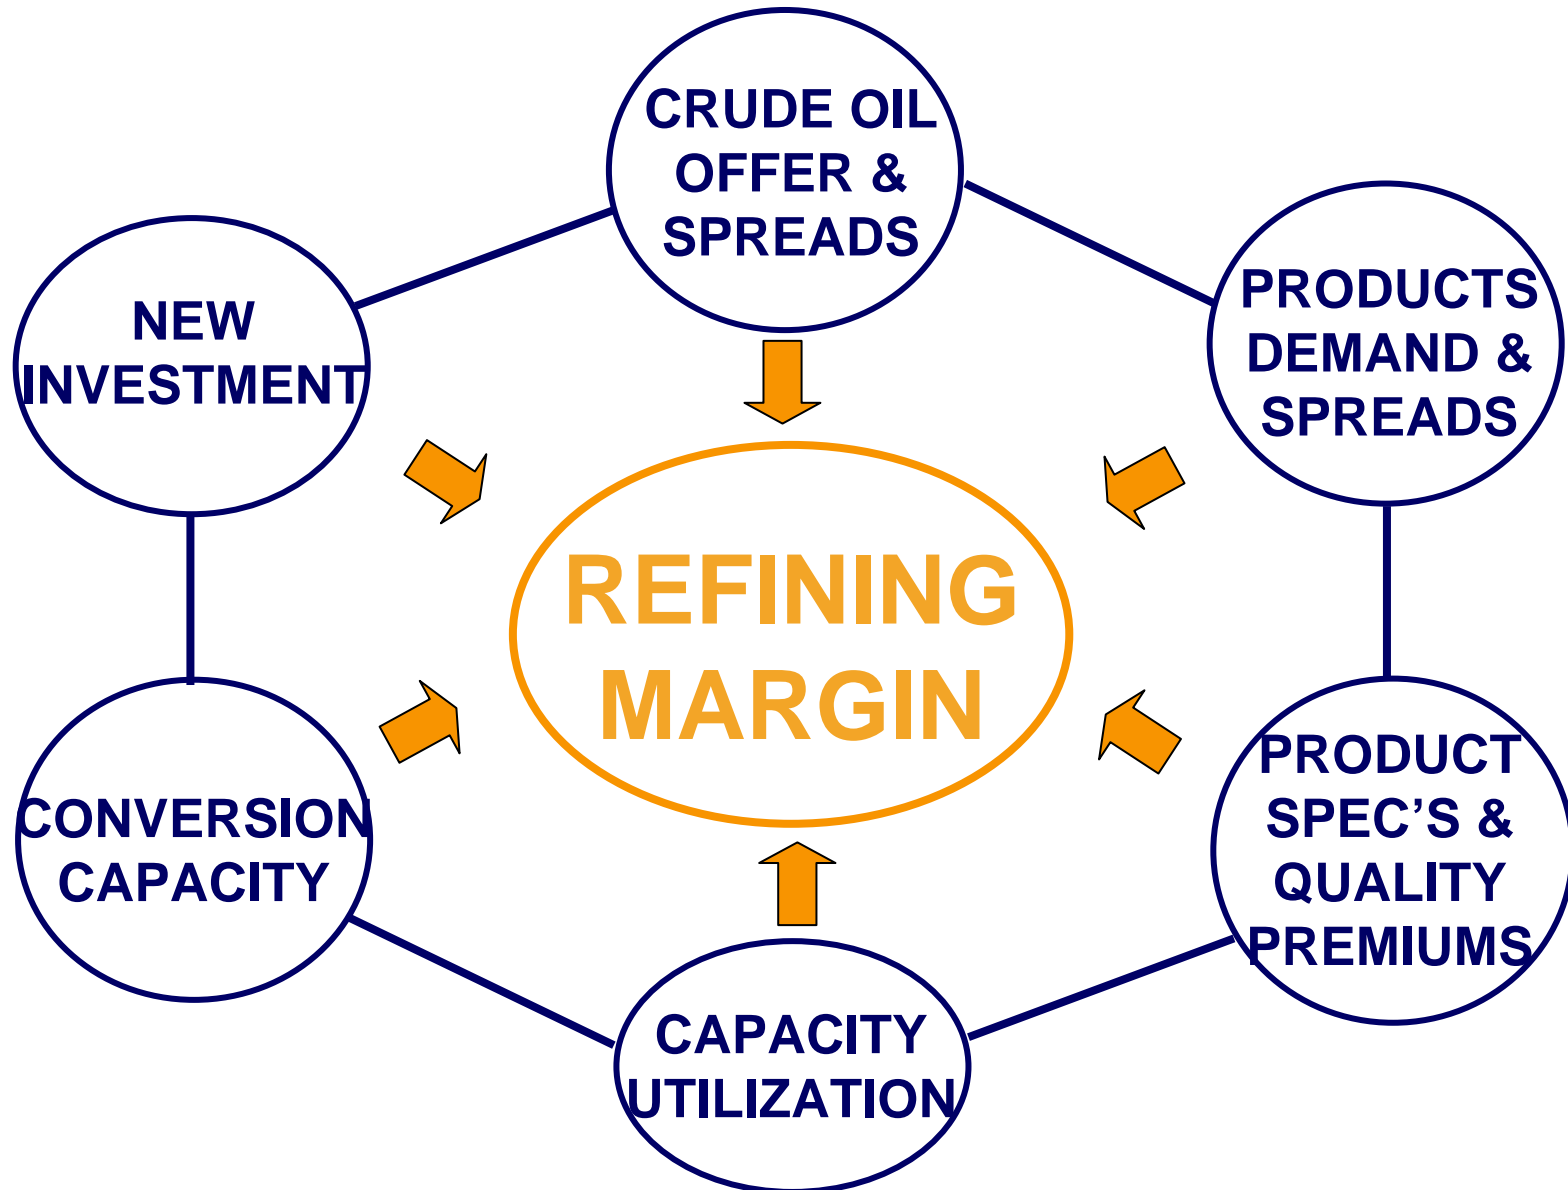 CRUDE OIL
OFFER &
SPREADS
PRODUCTS
DEMAND &
SPREADS
NEW
INVESTMENT
REFINING
MARGIN
PRODUCT
SPEC’S &
QUALITY
PREMIUMS
CONVERSION
CAPACITY
CAPACITY
UTILIZATION